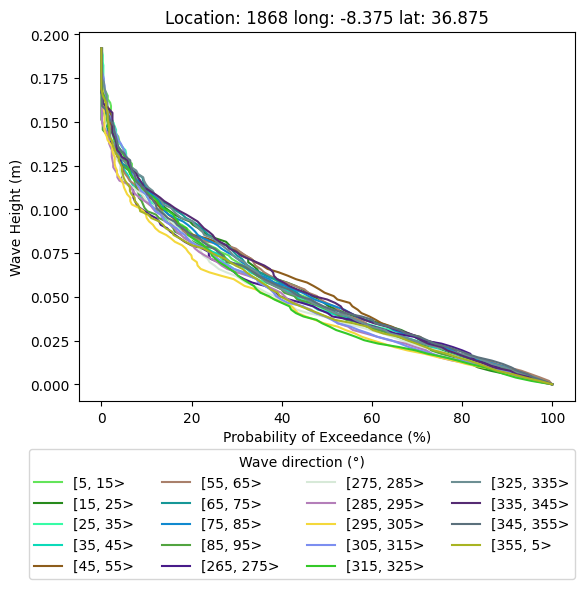 Location: 1868 long: -8.375 lat: 36.875
0.200
0.175
0.150
0.125
0.100
0.075
0.050
0.025
0.000
Wave Height (m)
0 20 40 60 80 100
Probability of Exceedance (%)
Wave direction (°)
[5, 15> [55, 65> [275, 285> [325, 335>
[15, 25> [65, 75> [285, 295> [335, 345>
[25, 35> [75, 85> [295, 305> [345, 355>
[35, 45> [85, 95> [305, 315> [355, 5>
[45, 55> [265, 275> [315, 325>